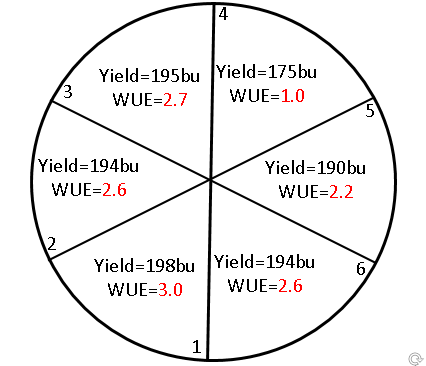 4
3
Yield=195bu
WUE=2.7
Yield=175bu
WUE=1.0
5
Yield=194bu
WUE=2.6
Yield=190bu
WUE=2.2
2
Yield=198bu
WUE=3.0
Yield=194bu
WUE=2.6
6
1